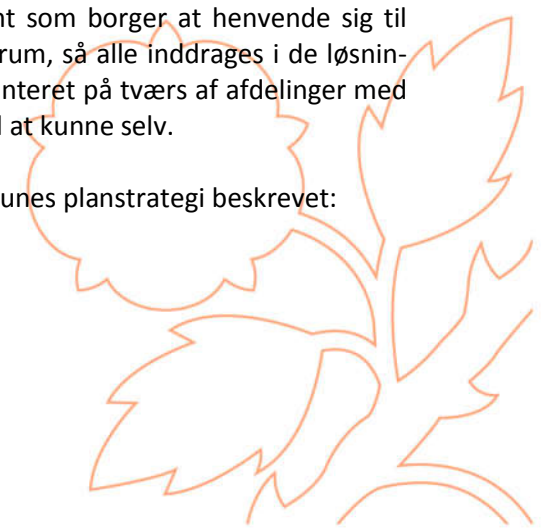 nt som borger at henvende sig til
rum, så alle inddrages i de løsnin-
nteret på tværs af afdelinger med
l at kunne selv.
unes planstrategi beskrevet: